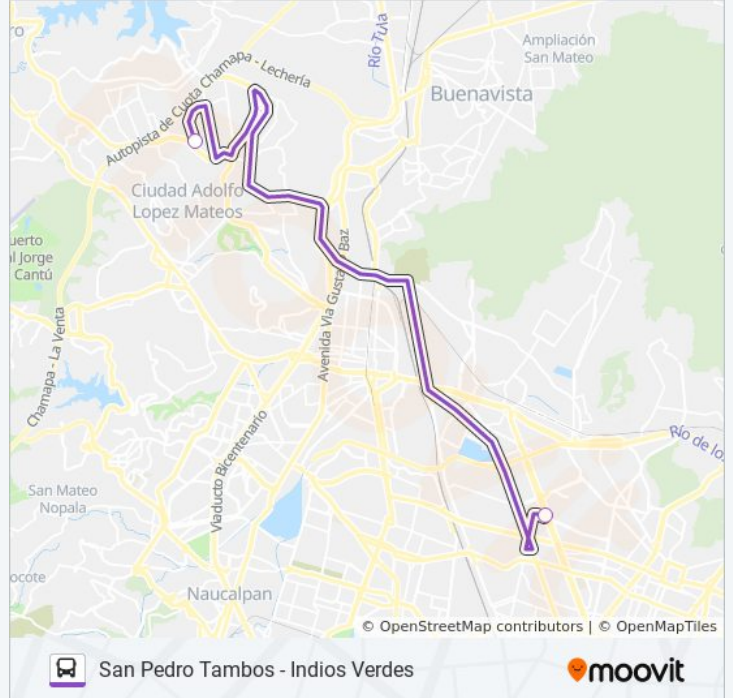 ro
Ampliación
San Mateo
Río Tula
Autopista de Cuota Chamapa - Lechería
Buenavista
Ciudad Adolfo
Lopez Mateos
uerto
al Jorge
Cantú
Chamapa - La Venta
Avenida Vía Gusta
Baz
Viaducto Bicentenario
Río de lo
San Mateo
Nopala
ocote
Naucalpan
© OpenStreetMap contributors | © OpenMapTiles
San Pedro Tambos - Indios Verdes
moovit